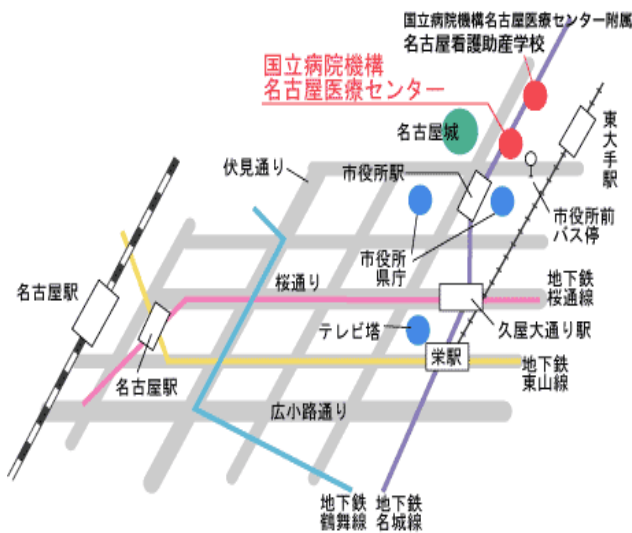 国立病院機構名古屋医療センター付属
名古屋看護助産学校
国立病院機構
名古屋医療センター
名古屋城
東大手駅
伏見通り
市役所駅
市役所前
バス停
市役所
県庁
名古屋駅
桜通り
地下鉄
桜通線
テレビ塔
久屋大通り駅
名古屋駅
栄駅
地下鉄
東山線
広小路通り
地下鉄
鶴舞線
地下鉄
名城線